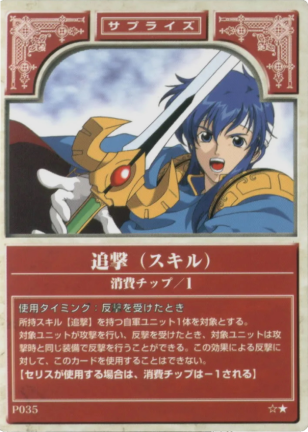 サプライズ
追撃（スキル）
消費チップ／1
使用タイミング：反撃を受けたとき
所持スキル【追撃】を持つ自軍ユニット1体を対象とする。
対象ユニットが攻撃を行い、反撃を受けたとき、対象ユニットは攻
撃時と同じ装備で反撃を行うことができる。この効果による反撃に
対して、このカードを使用することはできない。
【セリスが使用する場合は、消費チップは－1される】
P035
☆★